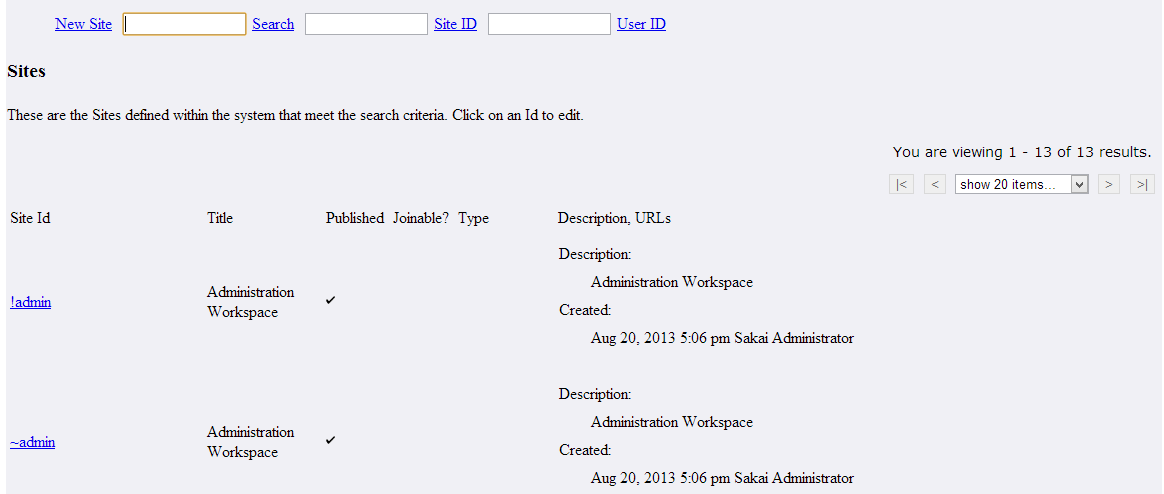 New Site Search Site ID User ID
Sites
These are the Sites defined within the system that meet the search criteria. Click on an Id to edit.
You are viewing 1 - 13 of 13 results.
|< < show 20 items... > >|
Site Id Title Published Joinable? Type Description, URLs
Description:
Administration Workspace
!admin Administration Workspace ✓
Created:
Aug 20, 2013 5:06 pm Sakai Administrator
Description:
Administration Workspace
~admin Administration Workspace ✓
Created:
Aug 20, 2013 5:06 pm Sakai Administrator